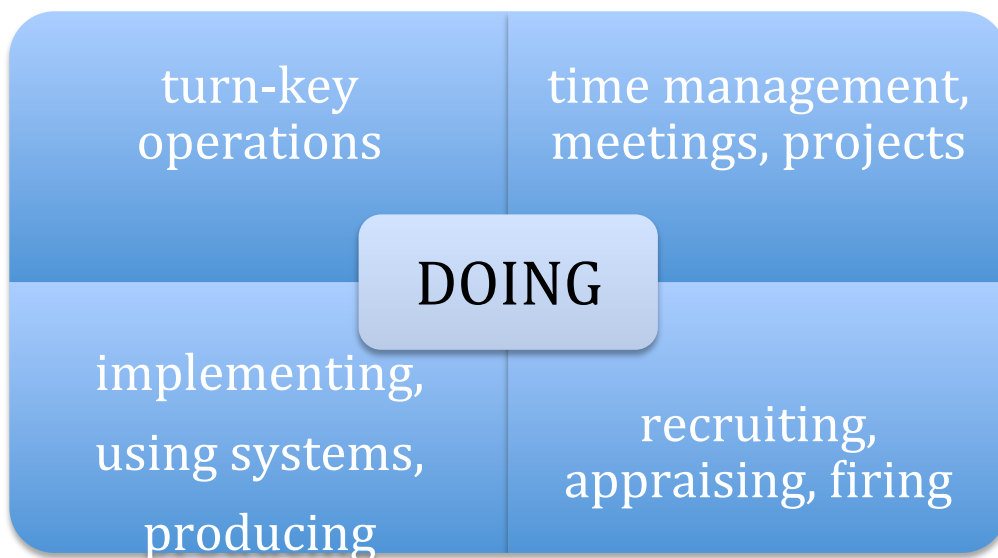 turn-key
operations
time management,
meetings, projects
DOING
implementing,
using systems,
producing
recruiting,
appraising, firing